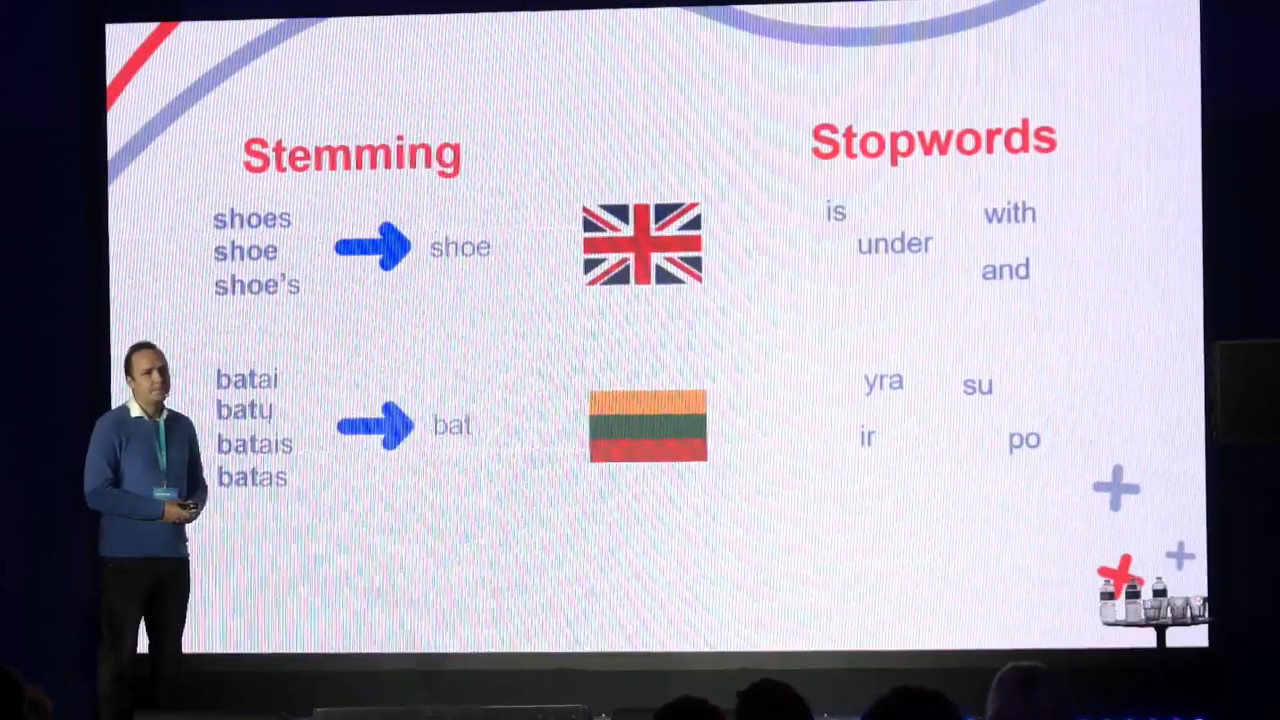 Stemming
shoes
shoe
shoe's
shoe
batai
batų
batais
batas
bat
Stopwords
is
with
under
and
yra
su
ir
po